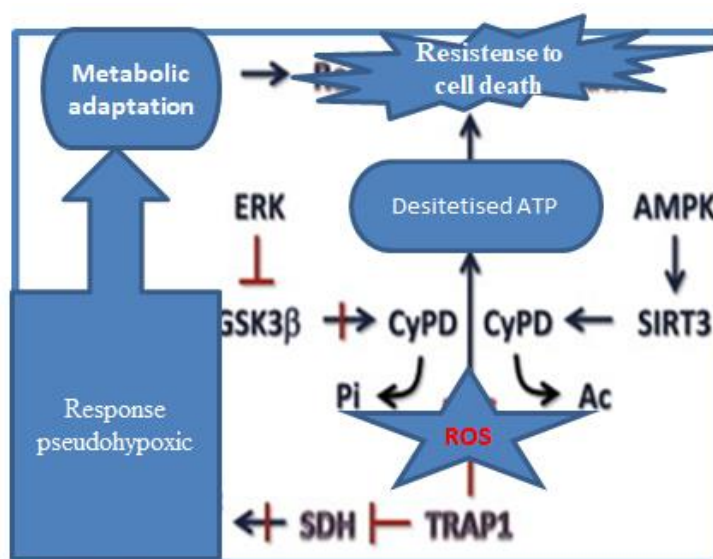 Metabolic
adaptation
Resistense to
cell death
ERK
Desitetised ATP
AMPK
GSK3β
CyPD
CyPD
SIRT3
Pi
Ac
ROS
Response
pseudohypoxic
SDH
TRAP1